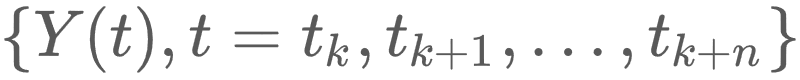 {Y(t), t = t_k, t_{k+1}, ..., t_{k+n}}